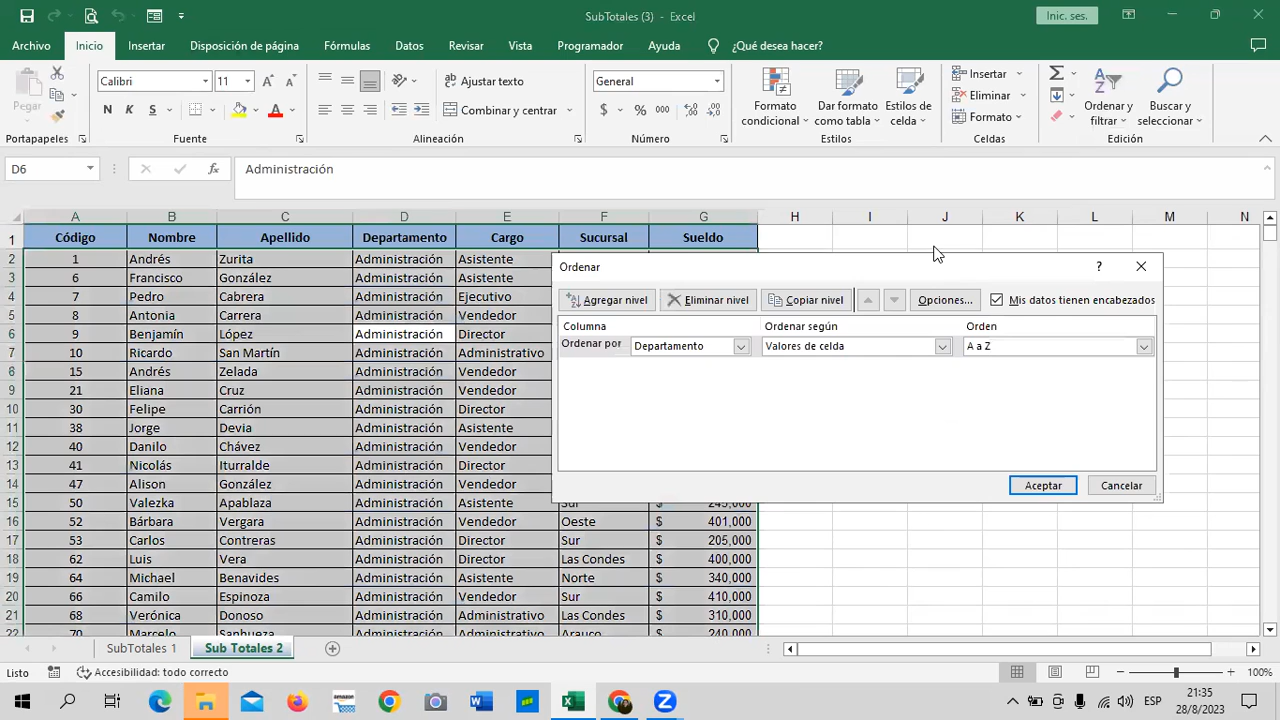 SubTotales (3) - Excel
Inic. ses.
Archivo Inicio Insertar Disposición de página Fórmulas Datos Revisar Vista Programador Ayuda ¿Qué desea hacer?
Pegar
Calibri 11
N K S
Ajustar texto
Combinar y centrar
General
$ % 000
Formato condicional
Dar formato como tabla
Estilos de celda
Insertar
Eliminar
Formato
Ordenar y filtrar
Buscar y seleccionar
Portapapeles Fuente Alineación Número Estilos Celdas Edición
D6 fx Administración
A B C D E F G H I J K L M N
1 Código Nombre Apellido Departamento Cargo Sucursal Sueldo
2 1 Andrés Zurita Administración Asistente
3 6 Francisco González Administración Asistente
4 7 Pedro Cabrera Administración Ejecutivo
5 8 Antonia Carrera Administración Vendedor
6 9 Benjamín López Administración Director
7 10 Ricardo San Martín Administración Administrativo
8 15 Andrés Zelada Administración Vendedor
9 21 Eliana Cruz Administración Vendedor
10 30 Felipe Carrión Administración Director
11 38 Jorge Devia Administración Asistente
12 40 Danilo Chávez Administración Vendedor
13 41 Nicolás Iturralde Administración Director
14 47 Alison González Administración Vendedor
15 50 Valezka Apablaza Administración Asistente Sur $ 245,000
16 52 Bárbara Vergara Administración Vendedor Oeste $ 401,000
17 53 Carlos Contreras Administración Director Sur $ 205,000
18 62 Luis Vera Administración Director Las Condes $ 400,000
19 64 Michael Benavides Administración Asistente Norte $ 340,000
20 66 Camilo Espinoza Administración Vendedor Sur $ 410,000
21 68 Verónica Donoso Administración Administrativo Las Condes $ 310,000
22 70 Marcelo Sanhueza Administración Administrativo Arauco $ 240,000
Ordenar ?
Agregar nivel Eliminar nivel Copiar nivel Opciones... Mis datos tienen encabezados
Columna Ordenar según Orden
Ordenar por Departamento Valores de celda A a Z
Aceptar Cancelar
SubTotales 1 Sub Totales 2
Listo Accesibilidad: todo correcto 100%
ESP
21:35
28/8/2023